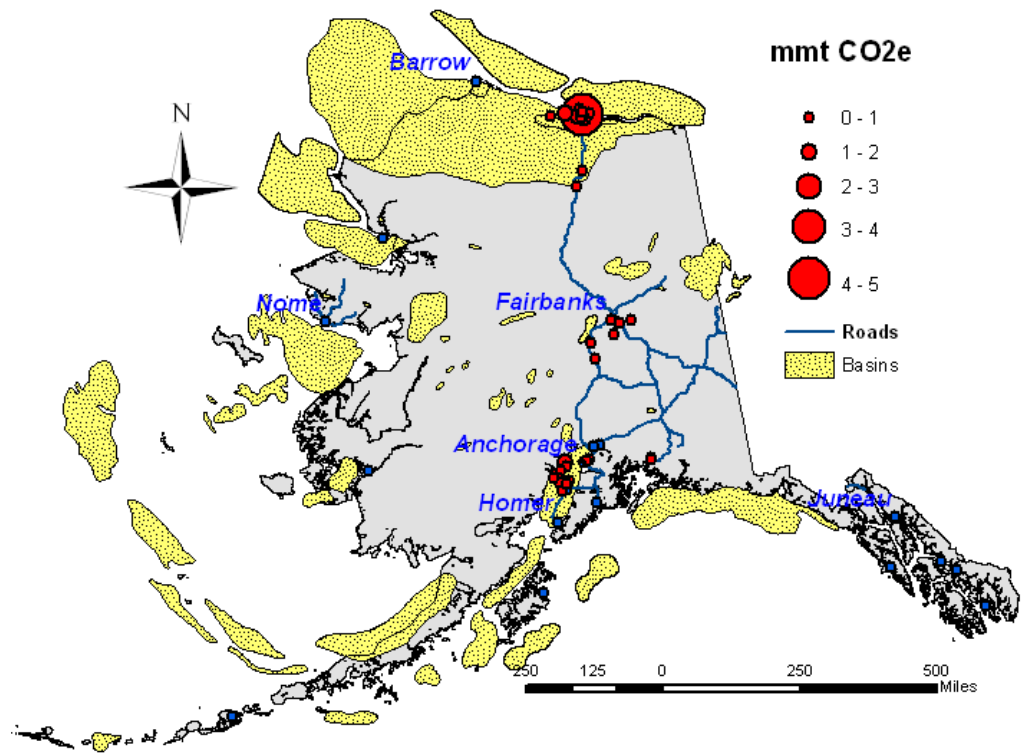 mmt CO2e
Barrow
N
0 - 1
1 - 2
2 - 3
3 - 4
4 - 5
Nome
Fairbanks
Roads
Basins
Anchorage
Homer
Juneau
250 125 0 250 500
Miles